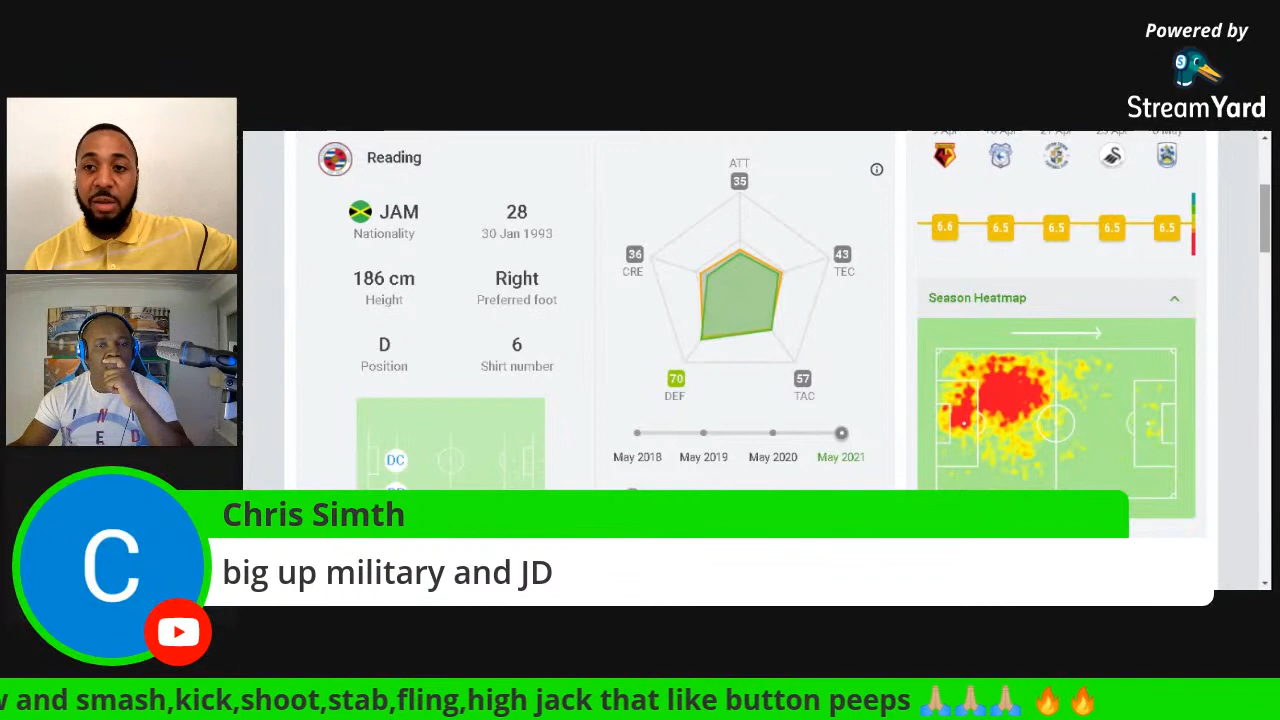 Powered by
StreamYard
Reading
JAM
Nationality
28
30 Jan 1993
186 cm
Height
Right
Preferred foot
D
Position
6
Shirt number
DC
ATT
35
36
CRE
43
TEC
70
DEF
57
TAC
May 2018
May 2019
May 2020
May 2021
6.6
6.5
6.5
6.5
6.5
Season Heatmap
Chris Simth
C
big up military and JD
and smash,kick,shoot,stab,fling,high jack that like button peeps 🙏🏼🙏🏼🙏🏼 🔥🔥